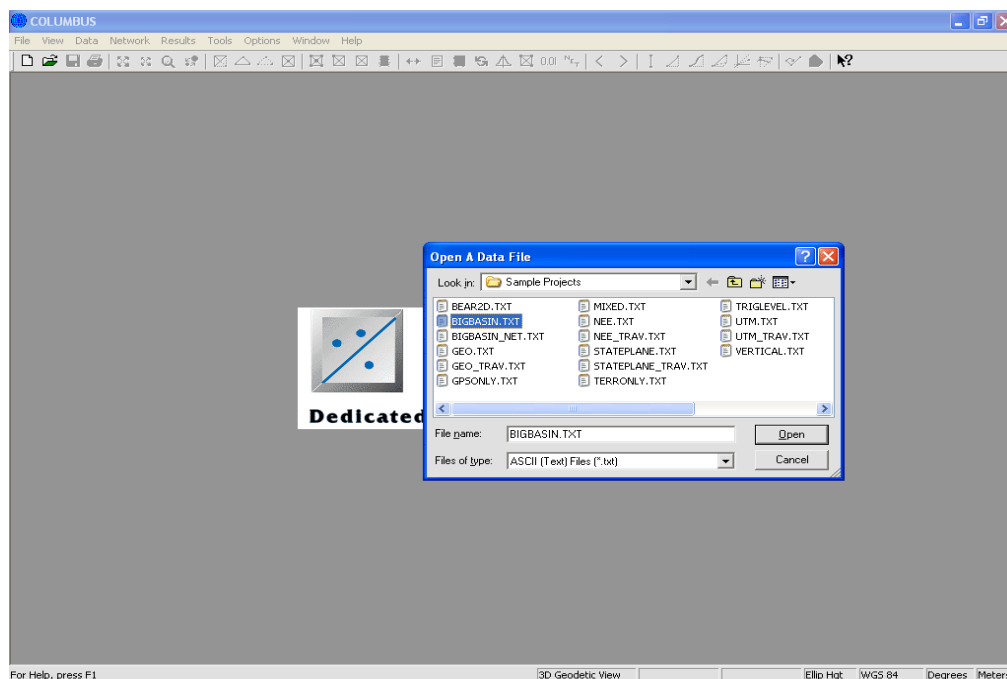 COLUMBUS
File View Data Network Results Tools Options Window Help
0.01
Open A Data File
Look in: Sample Projects
BEAR2D.TXT MIXED.TXT TRIGLEVEL.TXT
BIGBASIN.TXT NEE.TXT UTM.TXT
BIGBASIN_NET.TXT NEE_TRAV.TXT UTM_TRAV.TXT
GEO.TXT STATEPLANE.TXT VERTICAL.TXT
GEO_TRAV.TXT STATEPLANE_TRAV.TXT
GPSONLY.TXT TERRONLY.TXT
File name: BIGBASIN.TXT Open
Files of type: ASCII (Text) Files (*.txt) Cancel
Dedicated
For Help, press F1 3D Geodetic View Ellip Hgt WGS 84 Degrees Meters